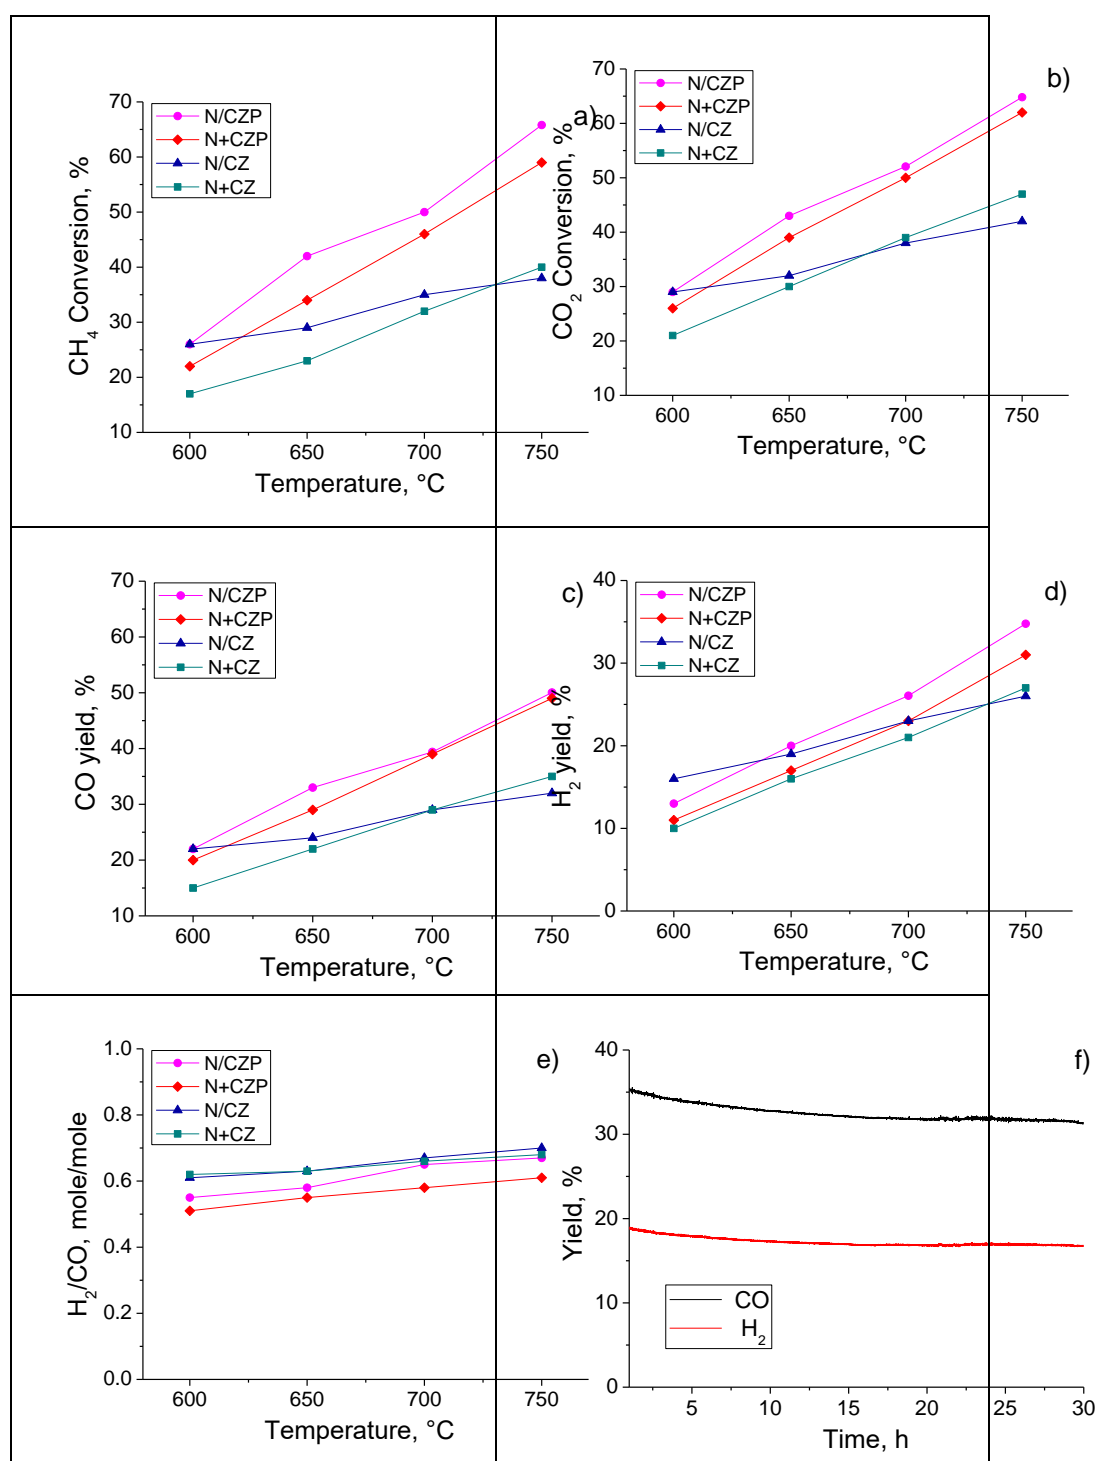 a)
N/CZP
N+CZP
N/CZ
N+CZ
CH4 Conversion, %
70
60
50
40
30
20
10
600 650 700 750
Temperature, °C
b)
N/CZP
N+CZP
N/CZ
N+CZ
CO2 Conversion, %
70
60
50
40
30
20
10
600 650 700 750
Temperature, °C
c)
N/CZP
N+CZP
N/CZ
N+CZ
CO yield, %
70
60
50
40
30
20
10
600 650 700 750
Temperature, °C
d)
N/CZP
N+CZP
N/CZ
N+CZ
H2 yield, %
40
30
20
10
0
600 650 700 750
Temperature, °C
e)
N/CZP
N+CZP
N/CZ
N+CZ
H2/CO, mole/mole
1.0
0.8
0.6
0.4
0.2
0.0
600 650 700 750
Temperature, °C
f)
CO
H2
Yield, %
40
30
20
10
0
5 10 15 20 25 30
Time, h